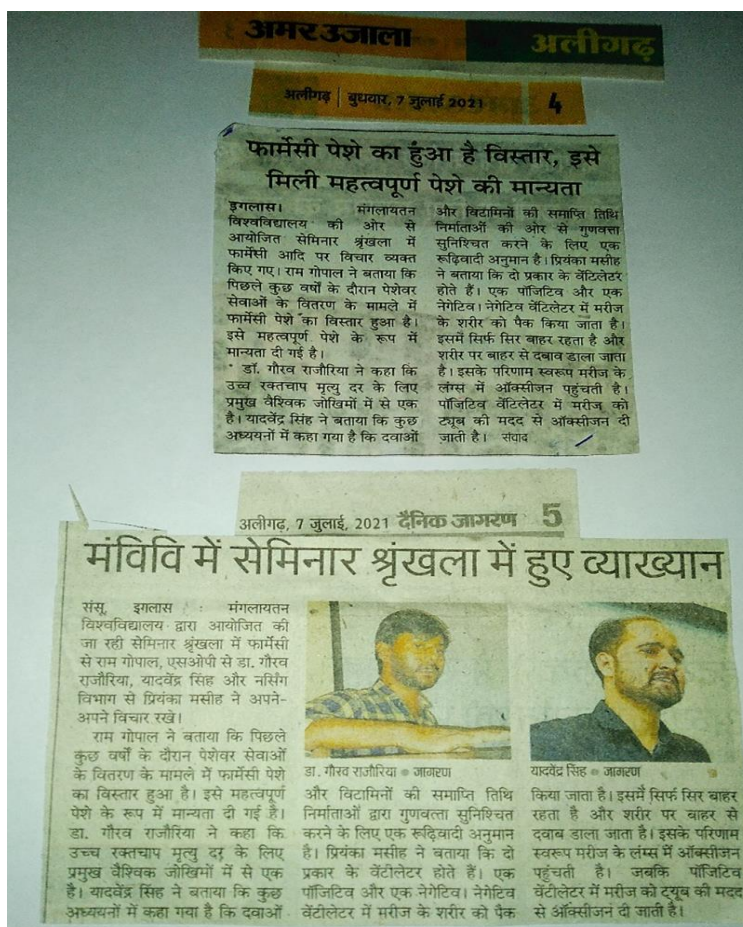 अमर उजाला
अलीगढ़
अलीगढ़ | बुधवार, 7 जुलाई 2021
4
फार्मेसी पेशे का हुआ है विस्तार, इसे
मिली महत्वपूर्ण पेशे की मान्यता
इगलास। मंगलायतन
विश्वविद्यालय की ओर से
आयोजित सेमिनार श्रृंखला में
फार्मेसी आदि पर विचार व्यक्त
किए गए। राम गोपाल ने बताया कि
पिछले कुछ वर्षों के दौरान पेशेवर
सेवाओं के वितरण के मामले में
फार्मेसी पेशे का विस्तार हुआ है।
इसे महत्वपूर्ण पेशे के रूप में
मान्यता दी गई है।
डॉ. गौरव राजौरिया ने कहा कि
उच्च रक्तचाप मृत्यु दर के लिए
प्रमुख वैश्विक जोखिमों में से एक
है। यादवेंद्र सिंह ने बताया कि कुछ
अध्ययनों में कहा गया है कि दवाओं
और विटामिनों की समाप्ति तिथि
निर्माताओं की ओर से गुणवत्ता
सुनिश्चित करने के लिए एक
रूढ़िवादी अनुमान है। प्रियंका मसीह
ने बताया कि दो प्रकार के वेंटिलेटर
होते हैं। एक पॉजिटिव और एक
नेगेटिव। नेगेटिव वेंटिलेटर में मरीज
के शरीर को पैक किया जाता है।
इसमें सिर्फ सिर बाहर रहता है और
शरीर पर बाहर से दबाव डाला जाता
है। इसके परिणाम स्वरूप मरीज के
लंग्स में ऑक्सीजन पहुंचती है।
पॉजिटिव वेंटिलेटर में मरीज को
ट्यूब की मदद से ऑक्सीजन दी
जाती है। संवाद
अलीगढ़, 7 जुलाई, 2021 दैनिक जागरण 5
मंविवि में सेमिनार श्रृंखला में हुए व्याख्यान
संसू, इगलास : मंगलायतन
विश्वविद्यालय द्वारा आयोजित की
जा रही सेमिनार श्रृंखला में फार्मेसी
से राम गोपाल, एसओपी से डा. गौरव
राजौरिया, यादवेंद्र सिंह और नर्सिंग
विभाग से प्रियंका मसीह ने अपने-
अपने विचार रखे।
राम गोपाल ने बताया कि पिछले
कुछ वर्षों के दौरान पेशेवर सेवाओं
के वितरण के मामले में फार्मेसी पेशे
का विस्तार हुआ है। इसे महत्वपूर्ण
पेशे के रूप में मान्यता दी गई है।
डा. गौरव राजौरिया ने कहा कि
उच्च रक्तचाप मृत्यु दर के लिए
प्रमुख वैश्विक जोखिमों में से एक
है। यादवेंद्र सिंह ने बताया कि कुछ
अध्ययनों में कहा गया है कि दवाओं
डा. गौरव राजौरिया ● जागरण
और विटामिनों की समाप्ति तिथि
निर्माताओं द्वारा गुणवत्ता सुनिश्चित
करने के लिए एक रूढ़िवादी अनुमान
है। प्रियंका मसीह ने बताया कि दो
प्रकार के वेंटीलेटर होते हैं। एक
पॉजिटिव और एक नेगेटिव। नेगेटिव
वेंटीलेटर में मरीज के शरीर को पैक
यादवेंद्र सिंह ● जागरण
किया जाता है। इसमें सिर्फ सिर बाहर
रहता है और शरीर पर बाहर से
दवाब डाला जाता है। इसके परिणाम
स्वरूप मरीज के लंग्स में ऑक्सीजन
पहुंचती है। जबकि पॉजिटिव
वेंटीलेटर में मरीज को ट्यूब की मदद
से ऑक्सीजन दी जाती है।